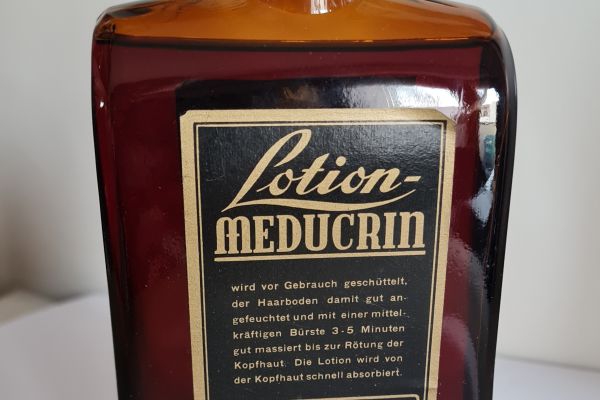 Lotion-
MEDUCRIN
wird vor Gebrauch geschüttelt,
der Haarboden damit gut an-
gefeuchtet und mit einer mittel-
kräftigen Bürste 3-5 Minuten
gut massiert bis zur Rötung der
Kopfhaut. Die Lotion wird von
der Kopfhaut schnell absorbiert.